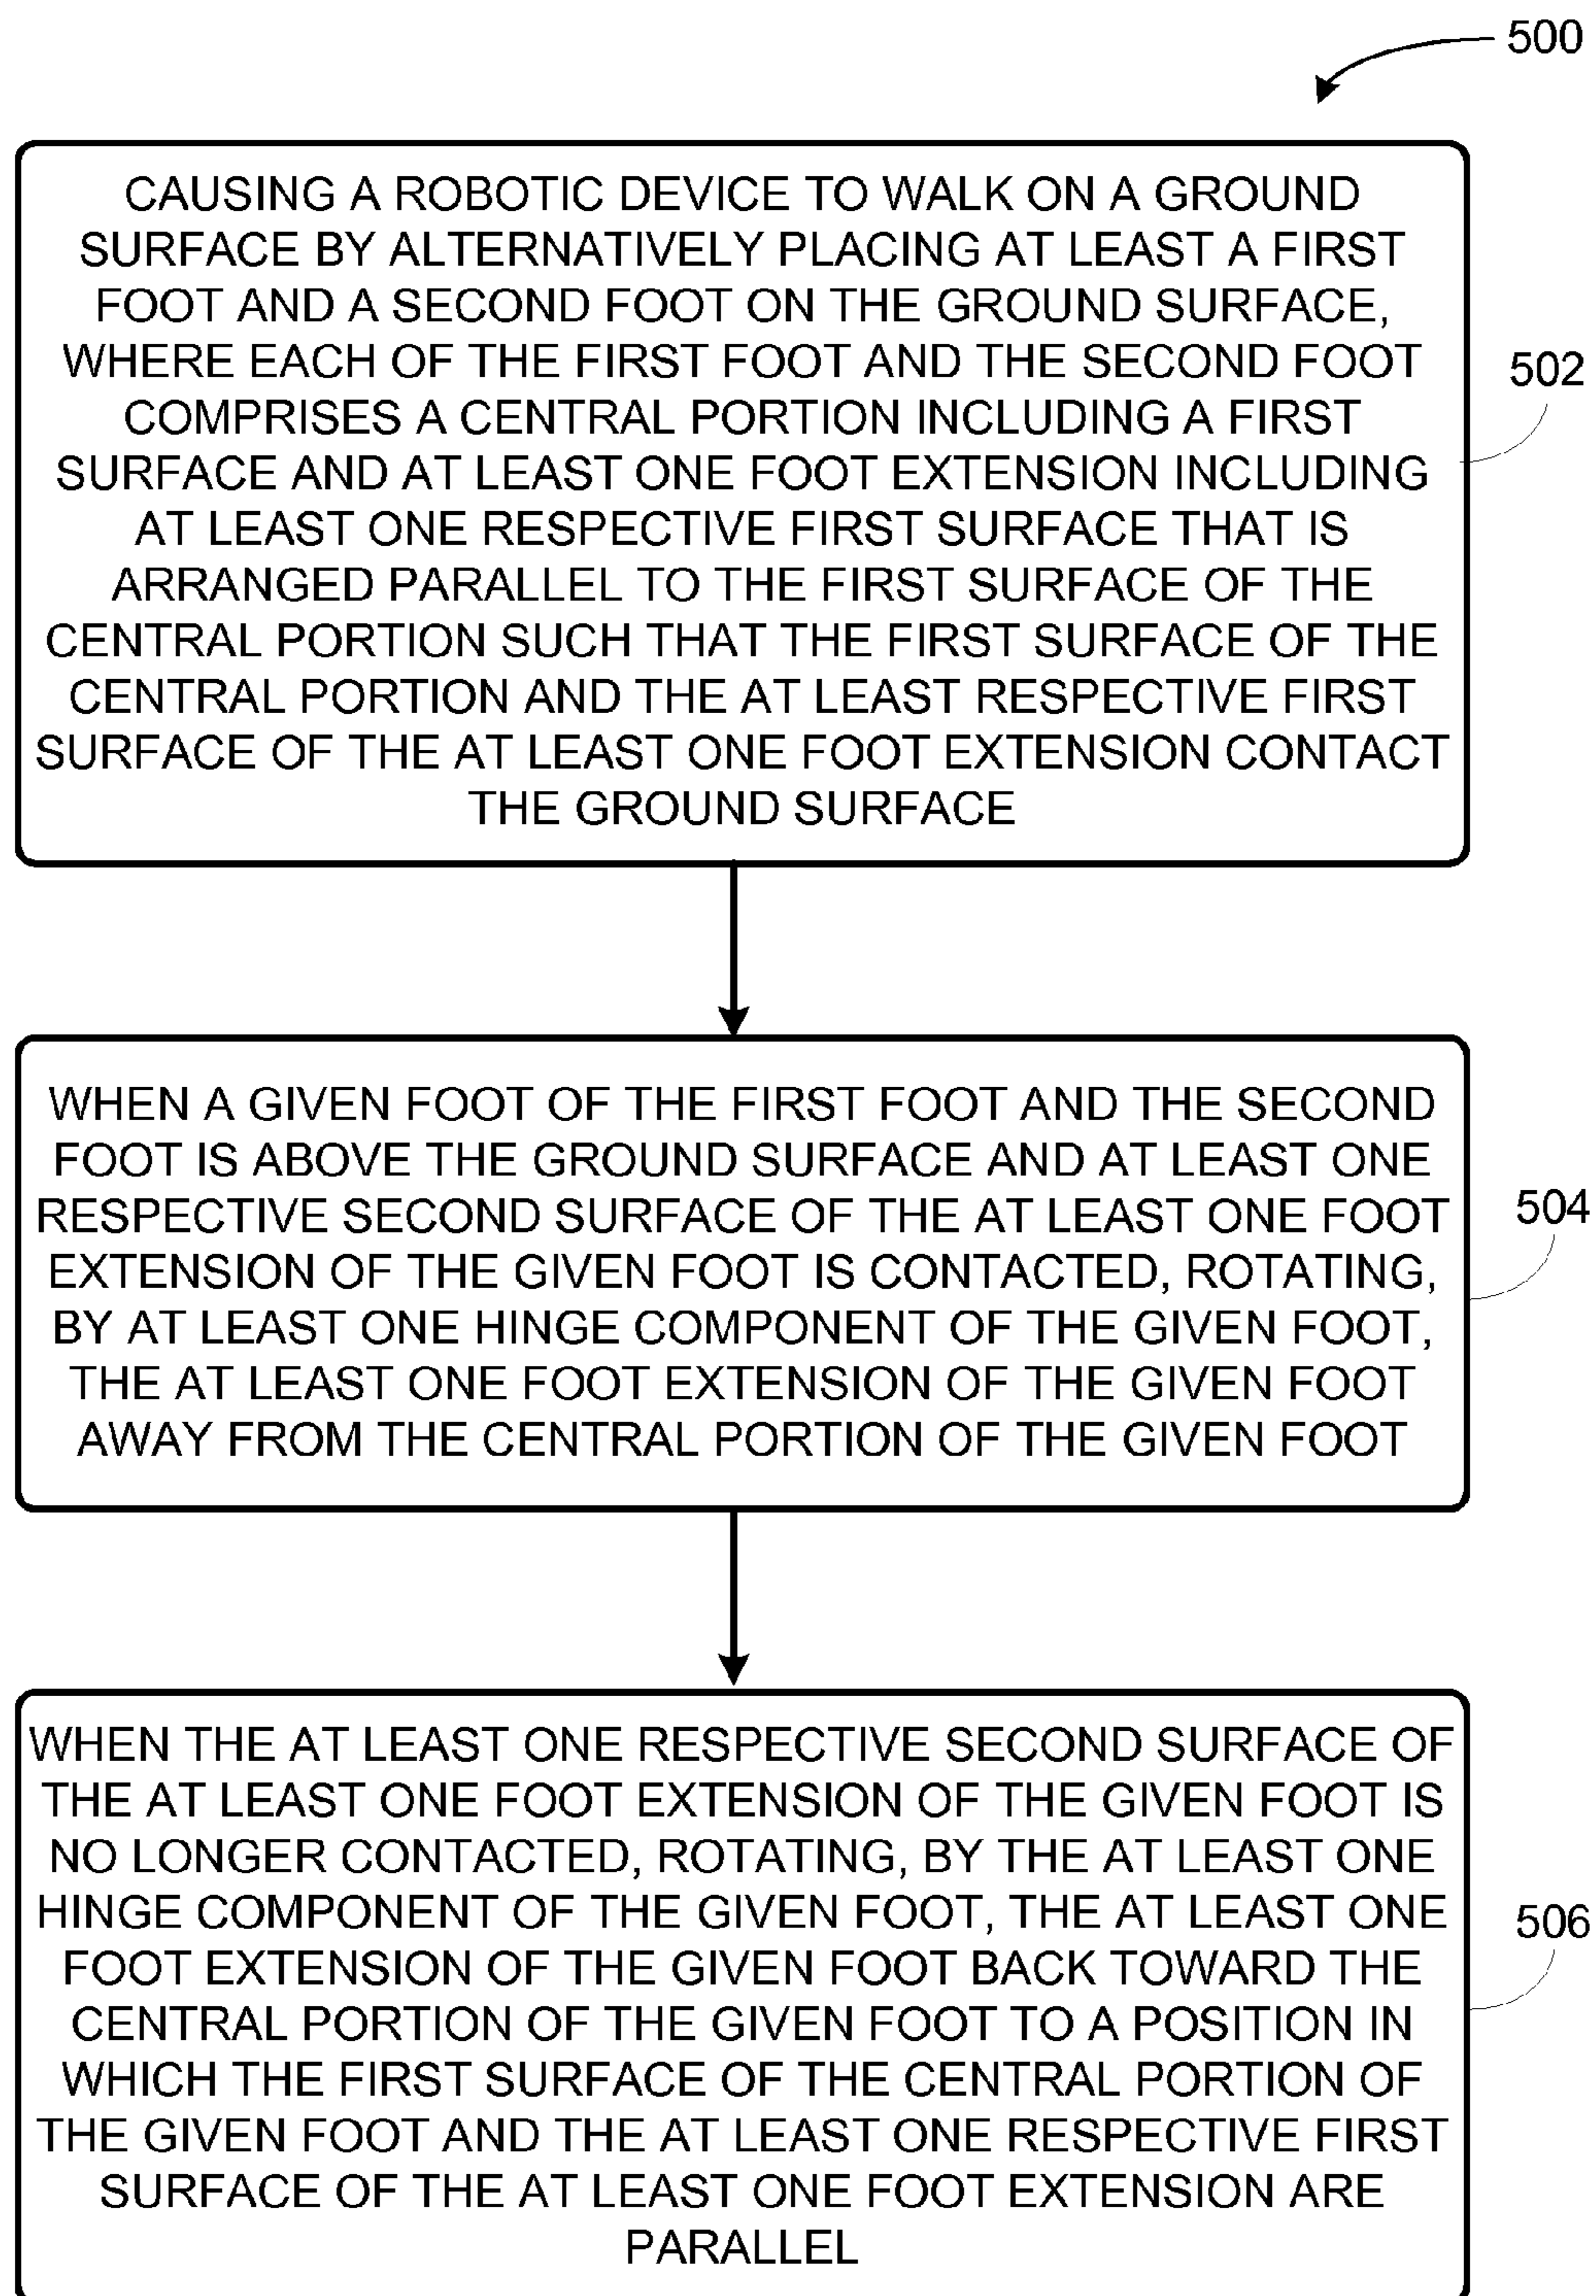 500
CAUSING A ROBOTIC DEVICE TO WALK ON A GROUND
SURFACE BY ALTERNATIVELY PLACING AT LEAST A FIRST
FOOT AND A SECOND FOOT ON THE GROUND SURFACE,
WHERE EACH OF THE FIRST FOOT AND THE SECOND FOOT
COMPRISES A CENTRAL PORTION INCLUDING A FIRST
SURFACE AND AT LEAST ONE FOOT EXTENSION INCLUDING
AT LEAST ONE RESPECTIVE FIRST SURFACE THAT IS
ARRANGED PARALLEL TO THE FIRST SURFACE OF THE
CENTRAL PORTION SUCH THAT THE FIRST SURFACE OF THE
CENTRAL PORTION AND THE AT LEAST RESPECTIVE FIRST
SURFACE OF THE AT LEAST ONE FOOT EXTENSION CONTACT
THE GROUND SURFACE
502
WHEN A GIVEN FOOT OF THE FIRST FOOT AND THE SECOND
FOOT IS ABOVE THE GROUND SURFACE AND AT LEAST ONE
RESPECTIVE SECOND SURFACE OF THE AT LEAST ONE FOOT
EXTENSION OF THE GIVEN FOOT IS CONTACTED, ROTATING,
BY AT LEAST ONE HINGE COMPONENT OF THE GIVEN FOOT,
THE AT LEAST ONE FOOT EXTENSION OF THE GIVEN FOOT
AWAY FROM THE CENTRAL PORTION OF THE GIVEN FOOT
504
WHEN THE AT LEAST ONE RESPECTIVE SECOND SURFACE OF
THE AT LEAST ONE FOOT EXTENSION OF THE GIVEN FOOT IS
NO LONGER CONTACTED, ROTATING, BY THE AT LEAST ONE
HINGE COMPONENT OF THE GIVEN FOOT, THE AT LEAST ONE
FOOT EXTENSION OF THE GIVEN FOOT BACK TOWARD THE
CENTRAL PORTION OF THE GIVEN FOOT TO A POSITION IN
WHICH THE FIRST SURFACE OF THE CENTRAL PORTION OF
THE GIVEN FOOT AND THE AT LEAST ONE RESPECTIVE FIRST
SURFACE OF THE AT LEAST ONE FOOT EXTENSION ARE
PARALLEL
506